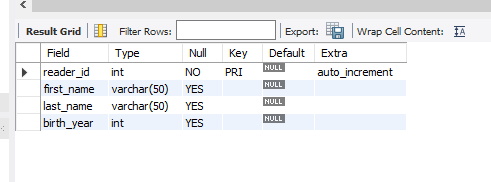 Result Grid Filter Rows: Export: Wrap Cell Content: IA
Field Type Null Key Default Extra
reader_id int NO PRI NULL auto_increment
first_name varchar(50) YES NULL
last_name varchar(50) YES NULL
birth_year int YES NULL